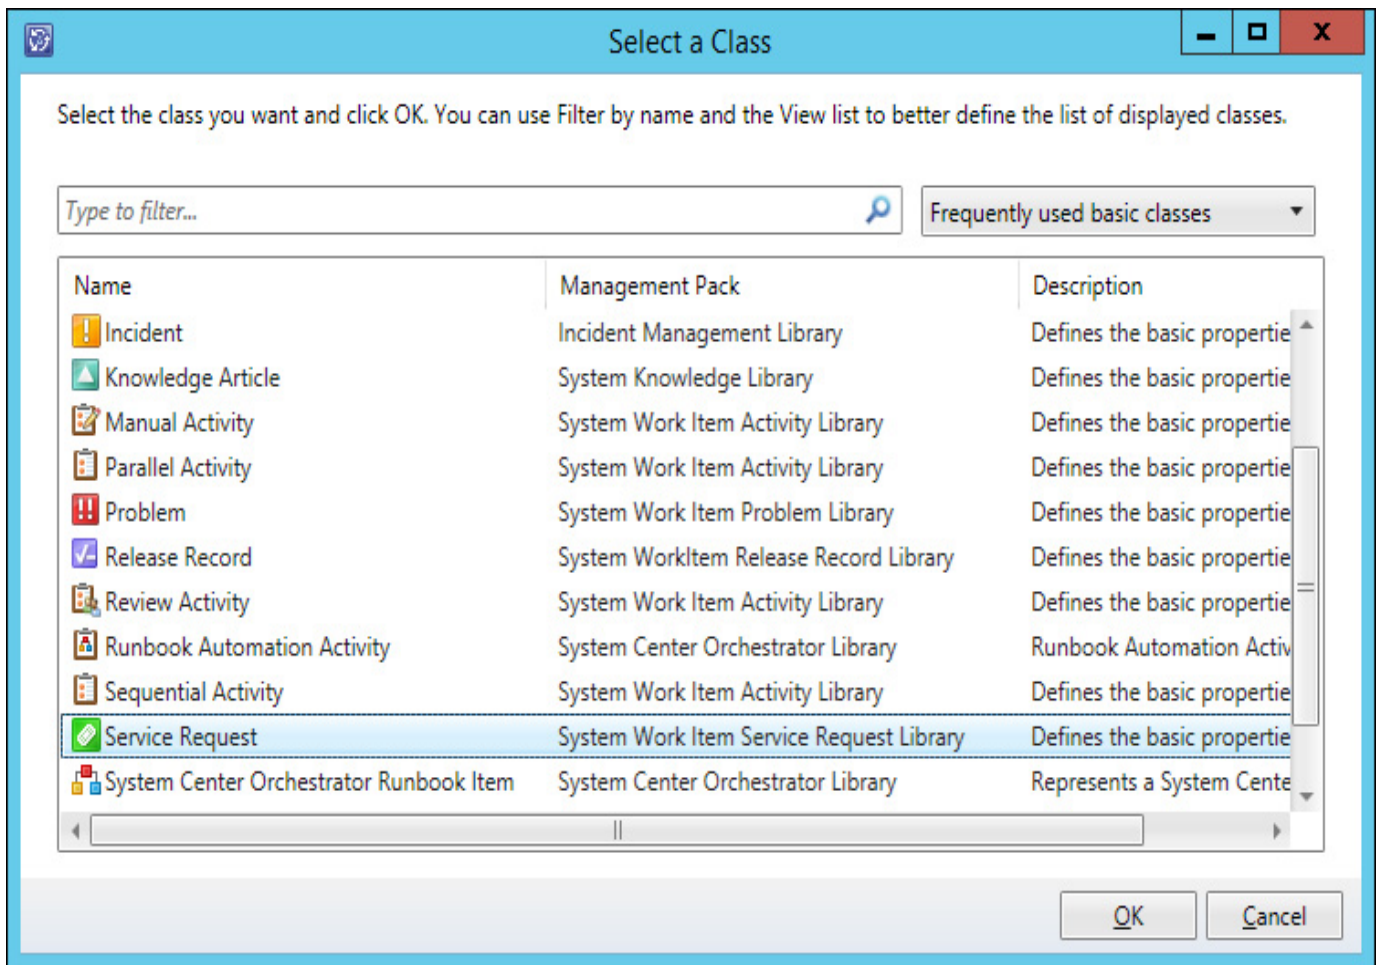 Select a Class
Select the class you want and click OK. You can use Filter by name and the View list to better define the list of displayed classes.
Type to filter...
Frequently used basic classes
Name Management Pack Description
Incident Incident Management Library Defines the basic propertie
Knowledge Article System Knowledge Library Defines the basic propertie
Manual Activity System Work Item Activity Library Defines the basic propertie
Parallel Activity System Work Item Activity Library Defines the basic propertie
Problem System Work Item Problem Library Defines the basic propertie
Release Record System WorkItem Release Record Library Defines the basic propertie
Review Activity System Work Item Activity Library Defines the basic propertie
Runbook Automation Activity System Center Orchestrator Library Runbook Automation Activ
Sequential Activity System Work Item Activity Library Defines the basic propertie
Service Request System Work Item Service Request Library Defines the basic propertie
System Center Orchestrator Runbook Item System Center Orchestrator Library Represents a System Cente
OK Cancel